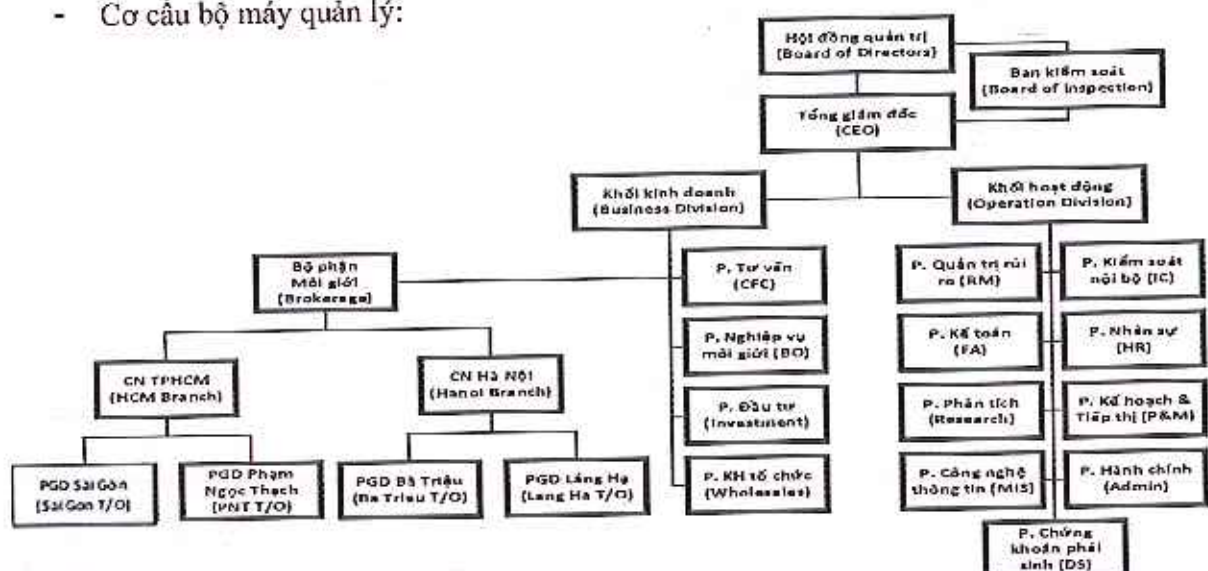 - Cơ cấu bộ máy quản lý:
Hội đồng quản trị
(Board of Directors)
Ban kiểm soát
(Board of Inspection)
Tổng giám đốc
(CEO)
Khối kinh doanh
(Business Division)
Khối hoạt động
(Operation Division)
Bộ phận
Môi giới
(Brokerage)
P. Tư vấn
(CFC)
P. Quản trị rủi
ro (RM)
P. Kiểm soát
nội bộ (IC)
P. Nghiệp vụ
môi giới (BO)
P. Kế toán
(FA)
P. Nhân sự
(HR)
CN TPHCM
(HCM Branch)
CN Hà Nội
(Hanoi Branch)
P. Đầu tư
(Investment)
P. Phân tích
(Research)
P. Kế hoạch &
Tiếp thị (P&M)
PGD Sài Gòn
(Sai Gon T/O)
PGD Phạm
Ngọc Thạch
(PNT T/O)
PGD Bà Triệu
(Ba Trieu T/O)
PGD Láng Hạ
(Lang Ha T/O)
P. KH tổ chức
(Wholesales)
P. Công nghệ
thông tin (MIS)
P. Hành chính
(Admin)
P. Chứng
khoán phái
sinh (DS)